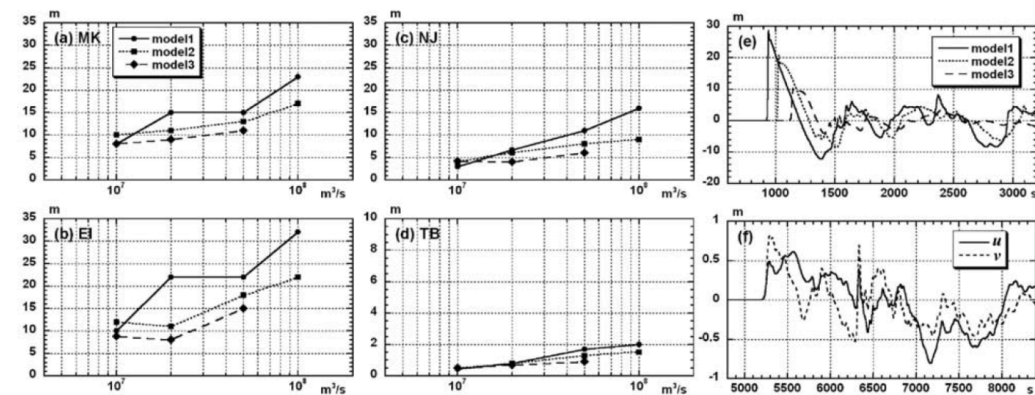 m
(a) MK
model1
model2
model3
35
30
25
20
15
10
5
0
10⁷
10⁸
m³/s
m
(b) EI
35
30
25
20
15
10
5
0
10⁷
10⁸
m³/s
m
(c) NJ
35
30
25
20
15
10
5
0
10⁷
10⁸
m³/s
m
(d) TB
10
8
6
4
2
0
10⁷
10⁸
m³/s
m
(e)
model1
model2
model3
30
20
10
0
-10
-20
1000
1500
2000
2500
3000
s
m
(f)
u
v
1
0.5
0
-0.5
-1
5000
5500
6000
6500
7000
7500
8000
s